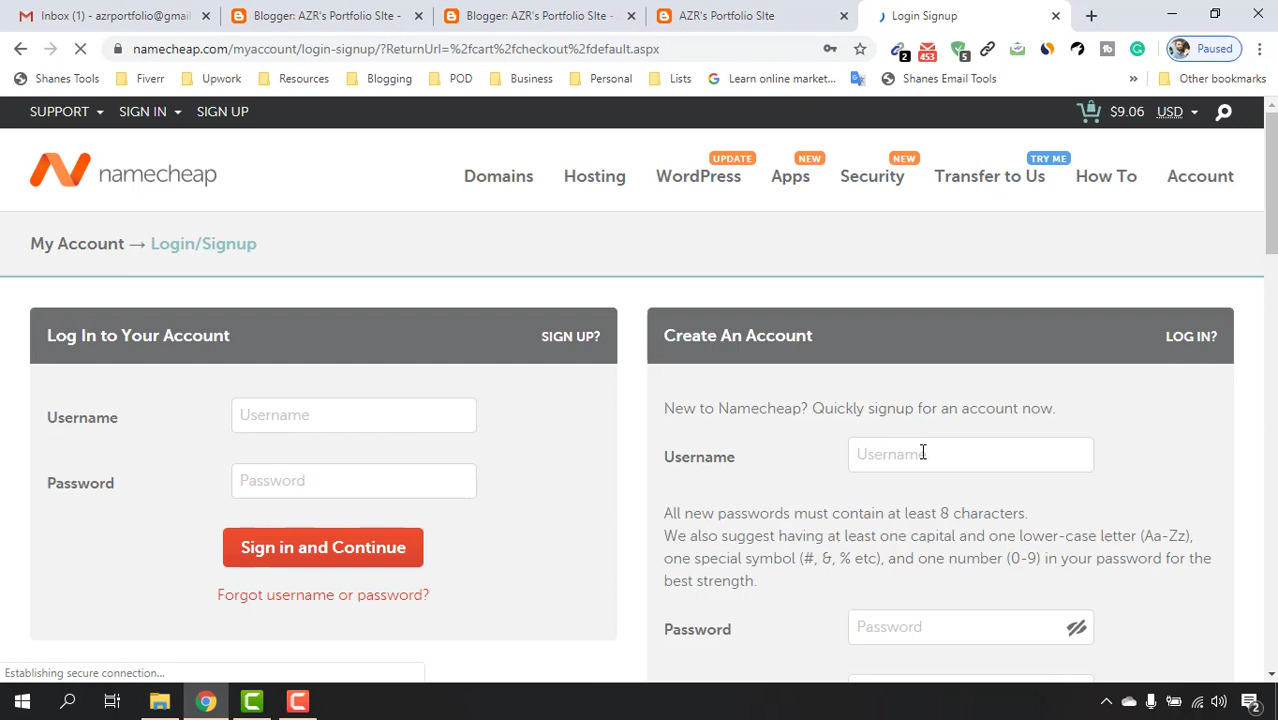 Inbox (1) - azrportfolio@gmail
Blogger: AZR's Portfolio SIte -
Blogger: AZR's Portfolio SIte -
AZR's Portfolio SIte
Login Signup
namecheap.com/myaccount/login-signup/?ReturnUrl=%2fcart%2fcheckout%2fdefault.aspx
2
453
5
Paused
Shanes Tools
Fiverr
Upwork
Resources
Blogging
POD
Business
Personal
Lists
Learn online market...
Shanes Email Tools
»
Other bookmarks
SUPPORT
SIGN IN
SIGN UP
$9.06
USD
namecheap
Domains
Hosting
UPDATE
WordPress
NEW
Apps
NEW
Security
TRY ME
Transfer to Us
How To
Account
My Account → Login/Signup
Log In to Your Account
SIGN UP?
Username
Username
Password
Password
Sign in and Continue
Forgot username or password?
Create An Account
LOG IN?
New to Namecheap? Quickly signup for an account now.
Username
Username
All new passwords must contain at least 8 characters.
We also suggest having at least one capital and one lower-case letter (Aa-Zz),
one special symbol (#, &, % etc), and one number (0-9) in your password for the
best strength.
Password
Password
Establishing secure connection...
2